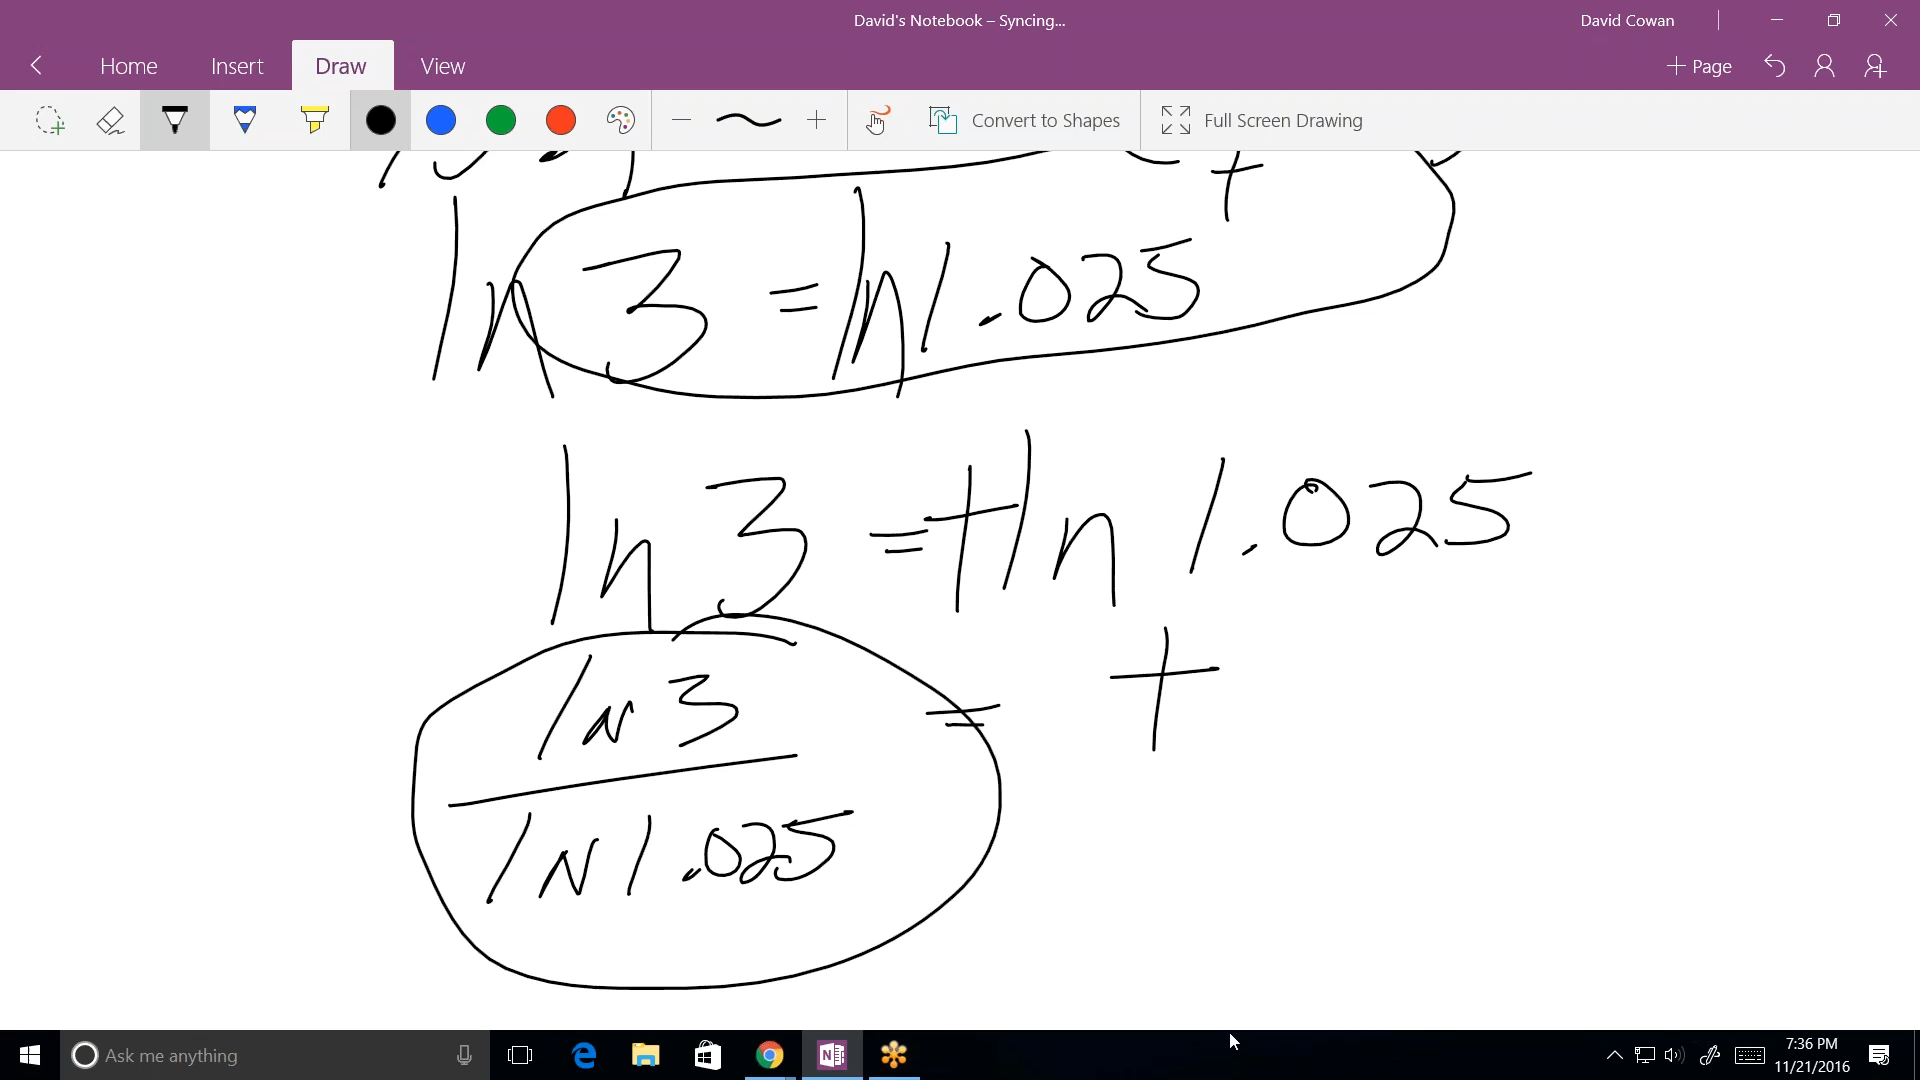 David's Notebook – Syncing...
David Cowan
Home Insert Draw View
Page
Convert to Shapes Full Screen Drawing
t
ln 3 = ln 1.025
ln 3 = t ln 1.025
ln 3
= t
ln 1.025
Ask me anything
7:36 PM
11/21/2016